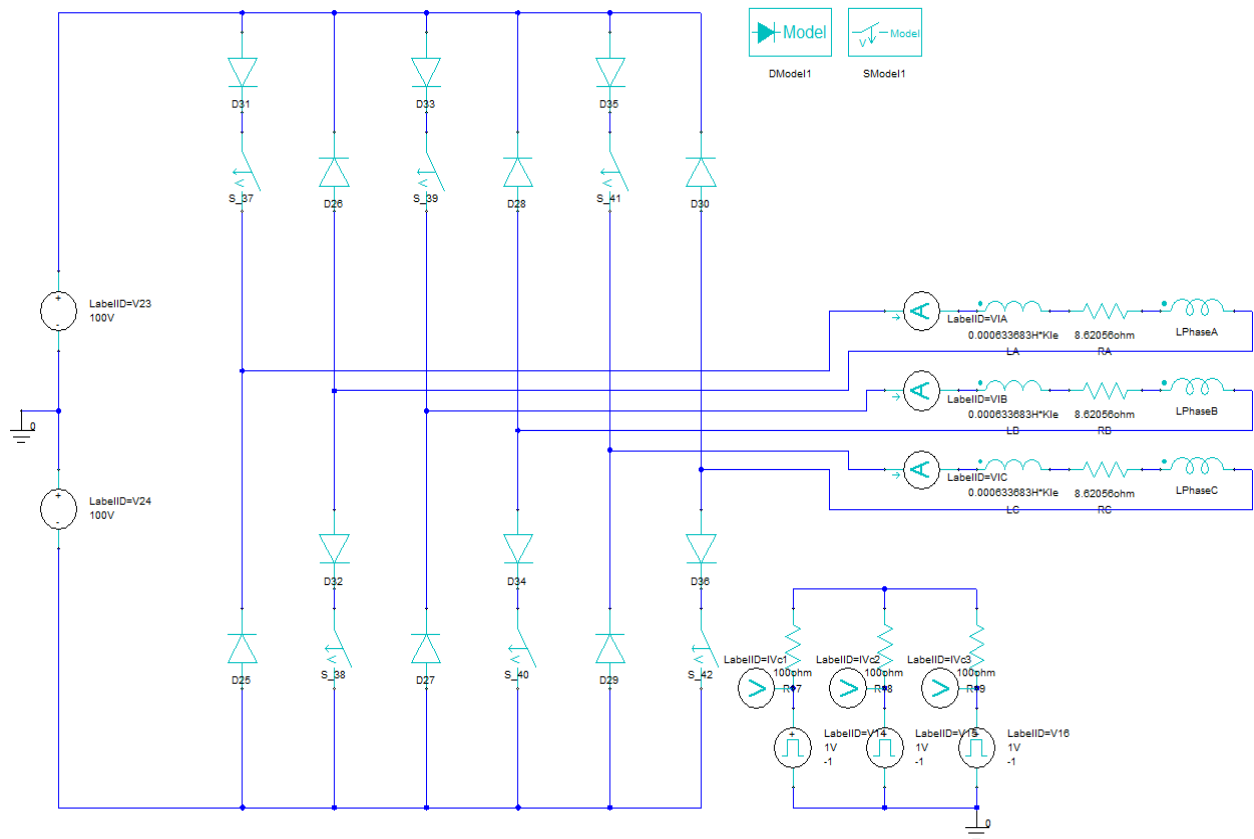 Model
Model
V
DModel1
SModel1
D31
D33
D35
V
S_37
D26
V
S_39
D28
V
S_41
D30
LabelID=V23
100V
LabelID=VIA
0.000633683H*Kle
LA
8.62056ohm
RA
LPhaseA
LabelID=VIB
0.000633683H*Kle
LB
8.62056ohm
RB
LPhaseB
LabelID=VIC
0.000633683H*Kle
LC
8.62056ohm
RC
LPhaseC
0
LabelID=V24
100V
D32
D34
D36
D25
V
S_38
D27
V
S_40
D29
V
S_42
LabelID=IVc1
100ohm
LabelID=IVc2
100ohm
LabelID=IVc3
100ohm
LabelID=V14
1V
-1
LabelID=V15
1V
-1
LabelID=V16
1V
-1
0